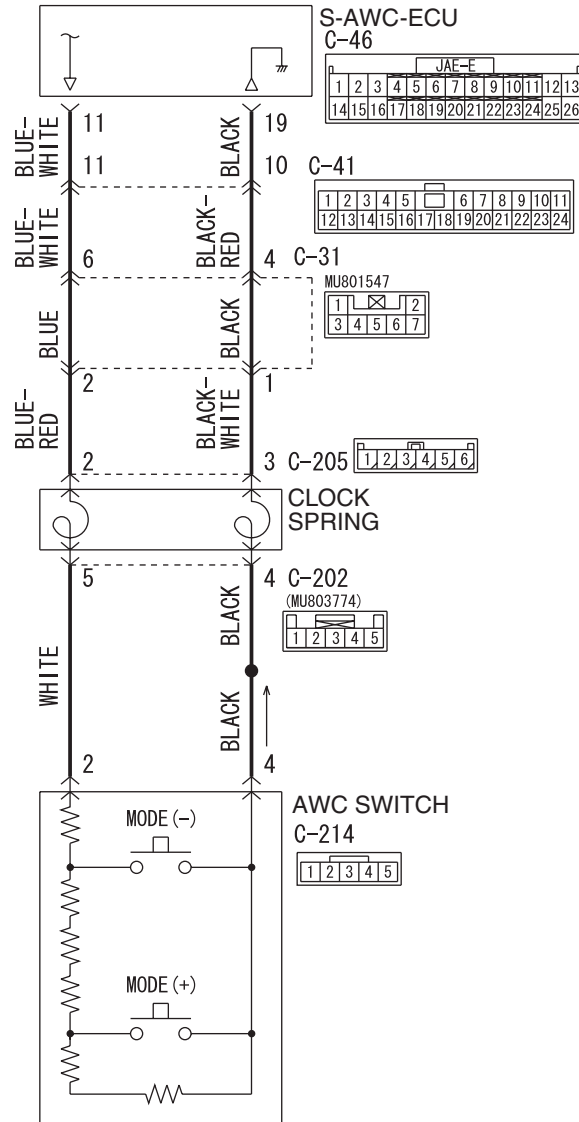 S-AWC-ECU
C-46
JAE-E
1 2 3 4 5 6 7 8 9 10 11 12 13
14 15 16 17 18 19 20 21 22 23 24 25 26
11 19
BLUE-WHITE
BLACK
11 10 C-41
1 2 3 4 5 6 7 8 9 10 11
12 13 14 15 16 17 18 19 20 21 22 23 24
BLUE-WHITE
BLACK-RED
6 4 C-31
MU801547
1 2
3 4 5 6 7
BLUE
BLACK
2 1
BLUE-RED
BLACK-WHITE
2 3 C-205
1 2 3 4 5 6
CLOCK
SPRING
5 4 C-202
(MU803774)
1 2 3 4 5
WHITE
BLACK
BLACK
2 4
AWC SWITCH
C-214
1 2 3 4 5
MODE(-)
MODE(+)